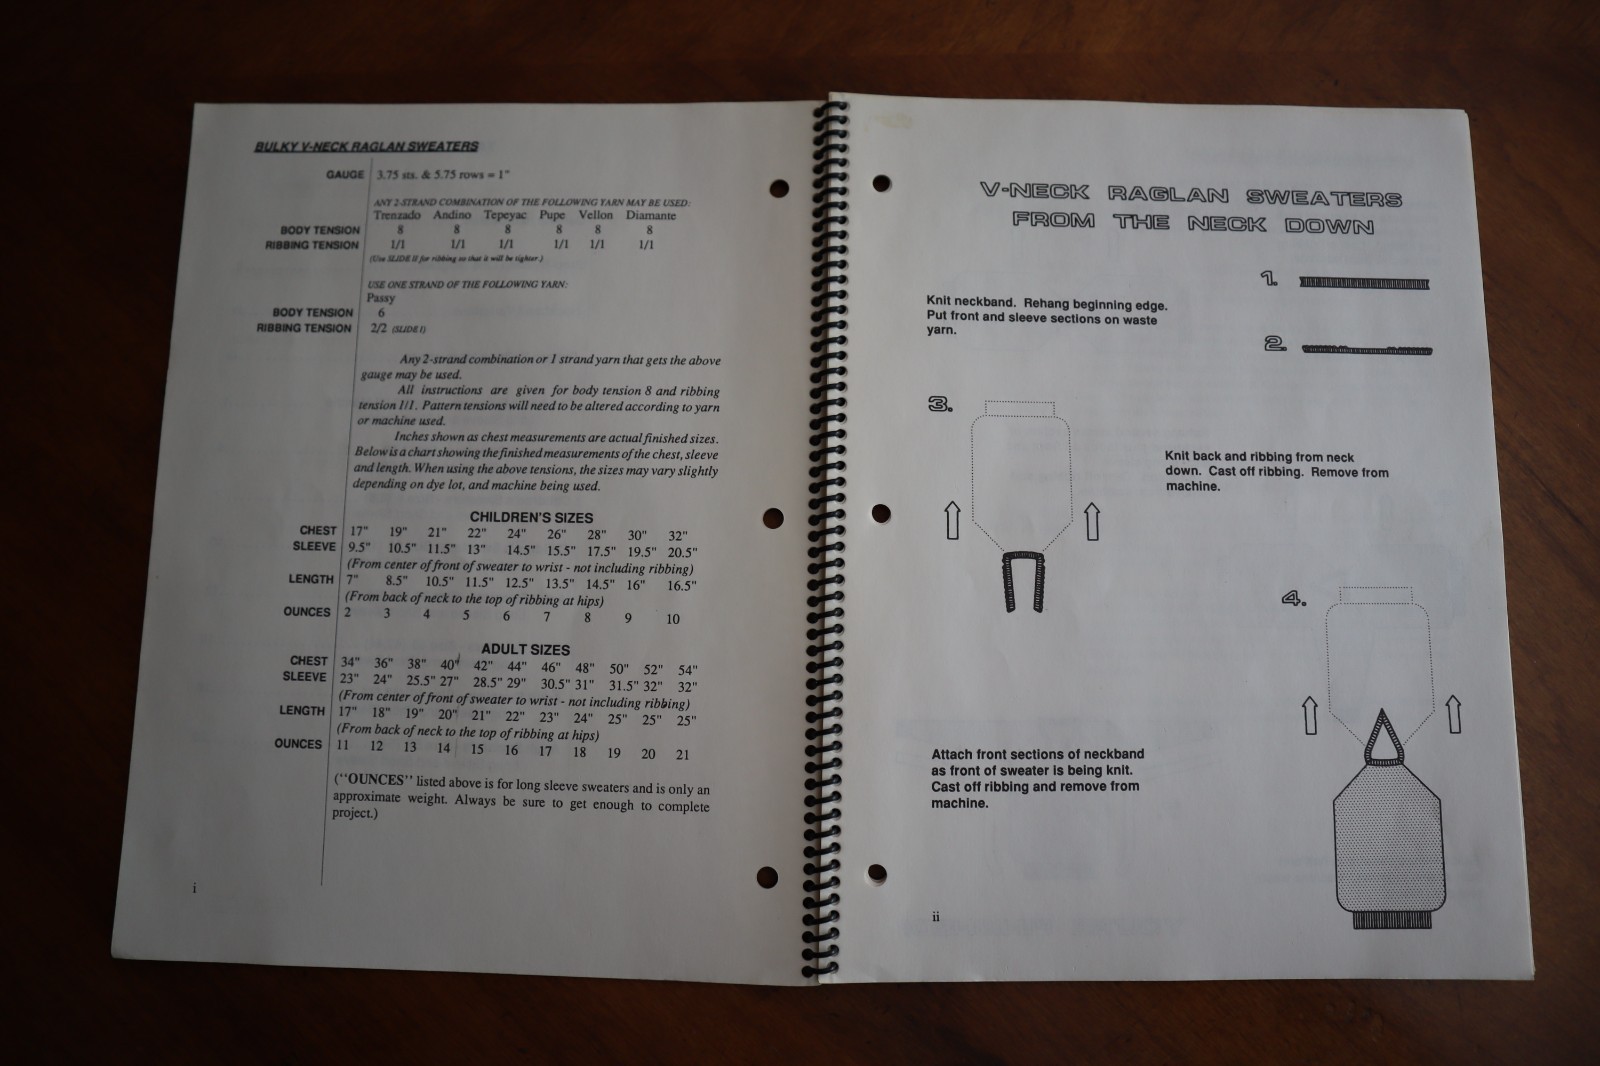 BULKY V-NECK RAGLAN SWEATERS
GAUGE 3.75 sts. & 5.75 rows = 1"
ANY 2-STRAND COMBINATION OF THE FOLLOWING YARN MAY BE USED:
Trenzado Andino Tepeyac Pupe Vellon Diamante
BODY TENSION 8 8 8 8 8 8
RIBBING TENSION 1/1 1/1 1/1 1/1 1/1 1/1
(Use SLIDE II for ribbing so that it will be tighter.)
USE ONE STRAND OF THE FOLLOWING YARN:
Passy
BODY TENSION 6
RIBBING TENSION 2/2 (SLIDE I)
Any 2-strand combination or 1 strand yarn that gets the above
gauge may be used.
All instructions are given for body tension 8 and ribbing
tension 1/1. Pattern tensions will need to be altered according to yarn
or machine used.
Inches shown as chest measurements are actual finished sizes.
Below is a chart showing the finished measurements of the chest, sleeve
and length. When using the above tensions, the sizes may vary slightly
depending on dye lot, and machine being used.
CHILDREN'S SIZES
CHEST 17" 19" 21" 22" 24" 26" 28" 30" 32"
SLEEVE 9.5" 10.5" 11.5" 13" 14.5" 15.5" 17.5" 19.5" 20.5"
(From center of front of sweater to wrist - not including ribbing)
LENGTH 7" 8.5" 10.5" 11.5" 12.5" 13.5" 14.5" 16" 16.5"
(From back of neck to the top of ribbing at hips)
OUNCES 2 3 4 5 6 7 8 9 10
ADULT SIZES
CHEST 34" 36" 38" 40" 42" 44" 46" 48" 50" 52" 54"
SLEEVE 23" 24" 25.5" 27" 28.5" 29" 30.5" 31" 31.5" 32" 32"
(From center of front of sweater to wrist - not including ribbing)
LENGTH 17" 18" 19" 20" 21" 22" 23" 24" 25" 25" 25"
(From back of neck to the top of ribbing at hips)
OUNCES 11 12 13 14 15 16 17 18 19 20 21
("OUNCES" listed above is for long sleeve sweaters and is only an
approximate weight. Always be sure to get enough to complete
project.)
i
V-NECK RAGLAN SWEATERS
FROM THE NECK DOWN
1.
Knit neckband. Rehang beginning edge.
Put front and sleeve sections on waste
yarn.
2.
3.
Knit back and ribbing from neck
down. Cast off ribbing. Remove from
machine.
4.
Attach front sections of neckband
as front of sweater is being knit.
Cast off ribbing and remove from
machine.
ii